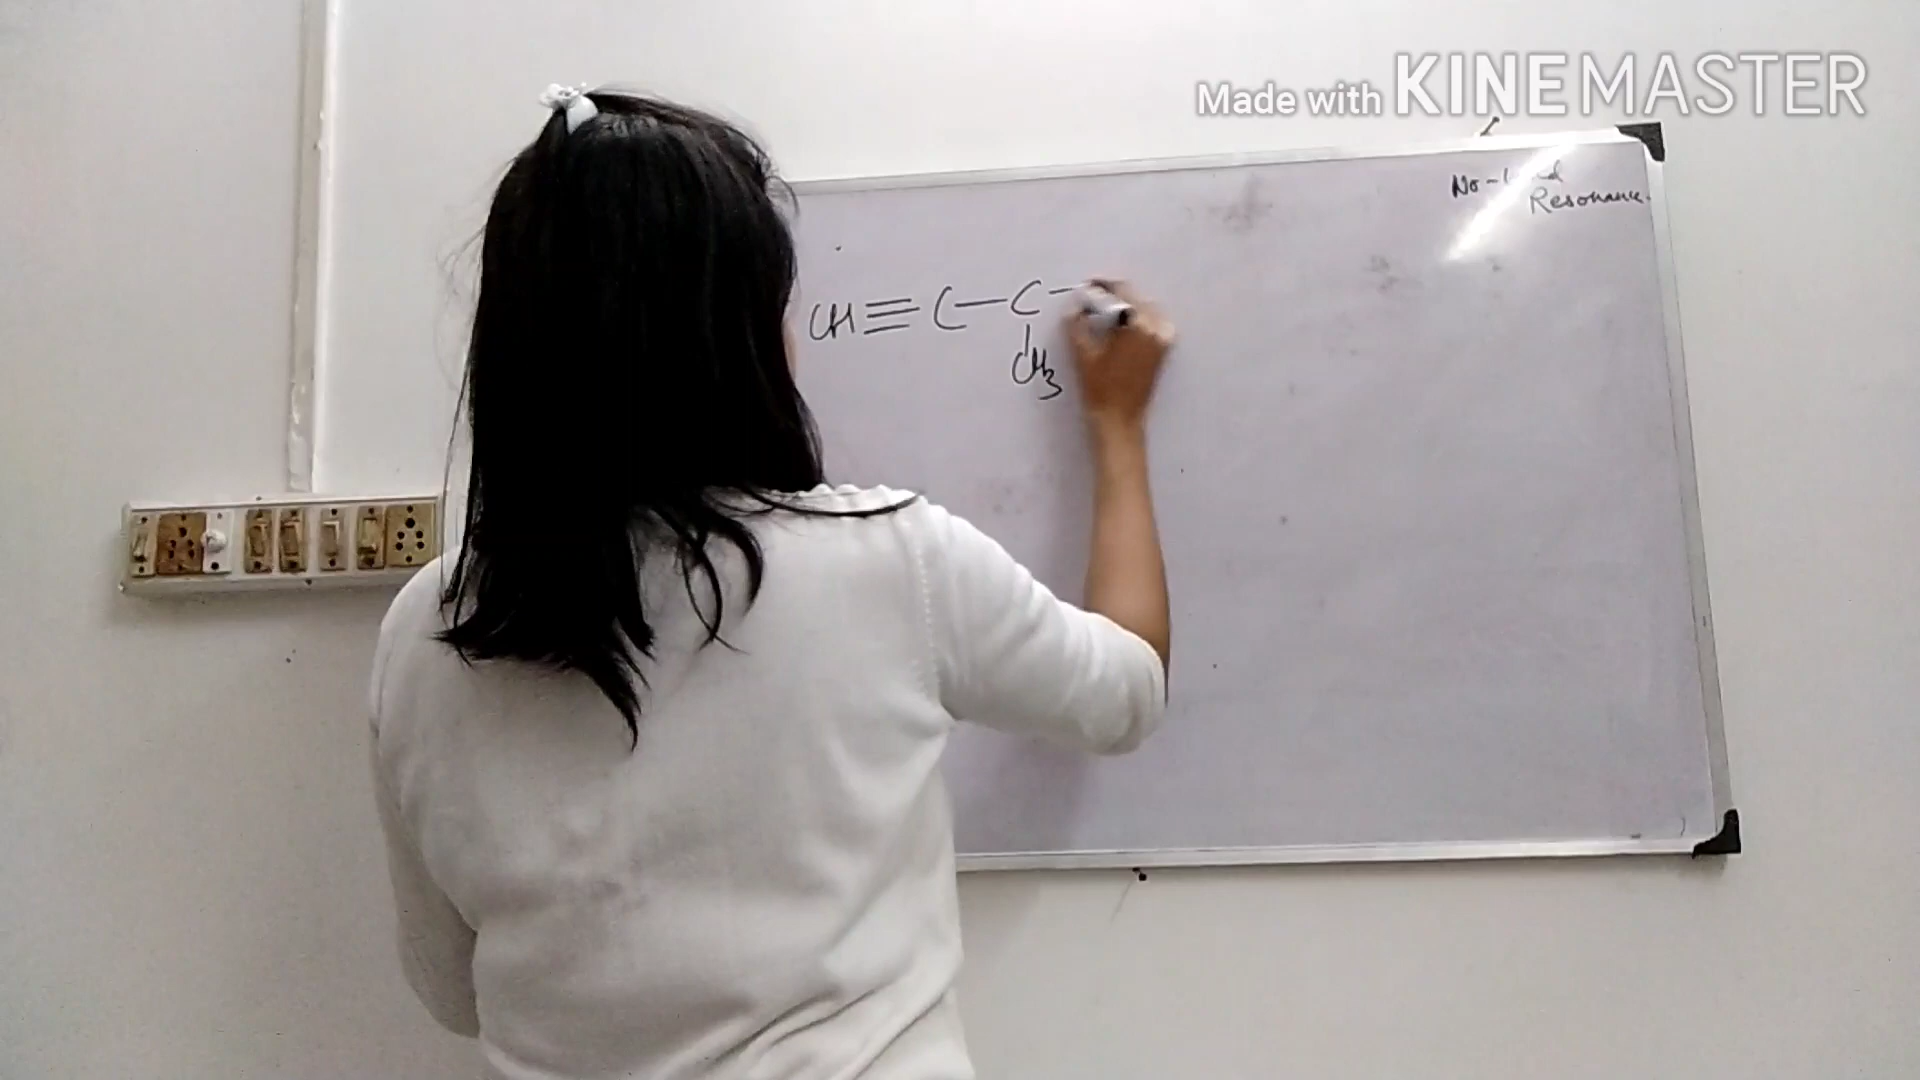 Made with KINEMASTER
No-
Resonance.
CH≡C—C—
CH3